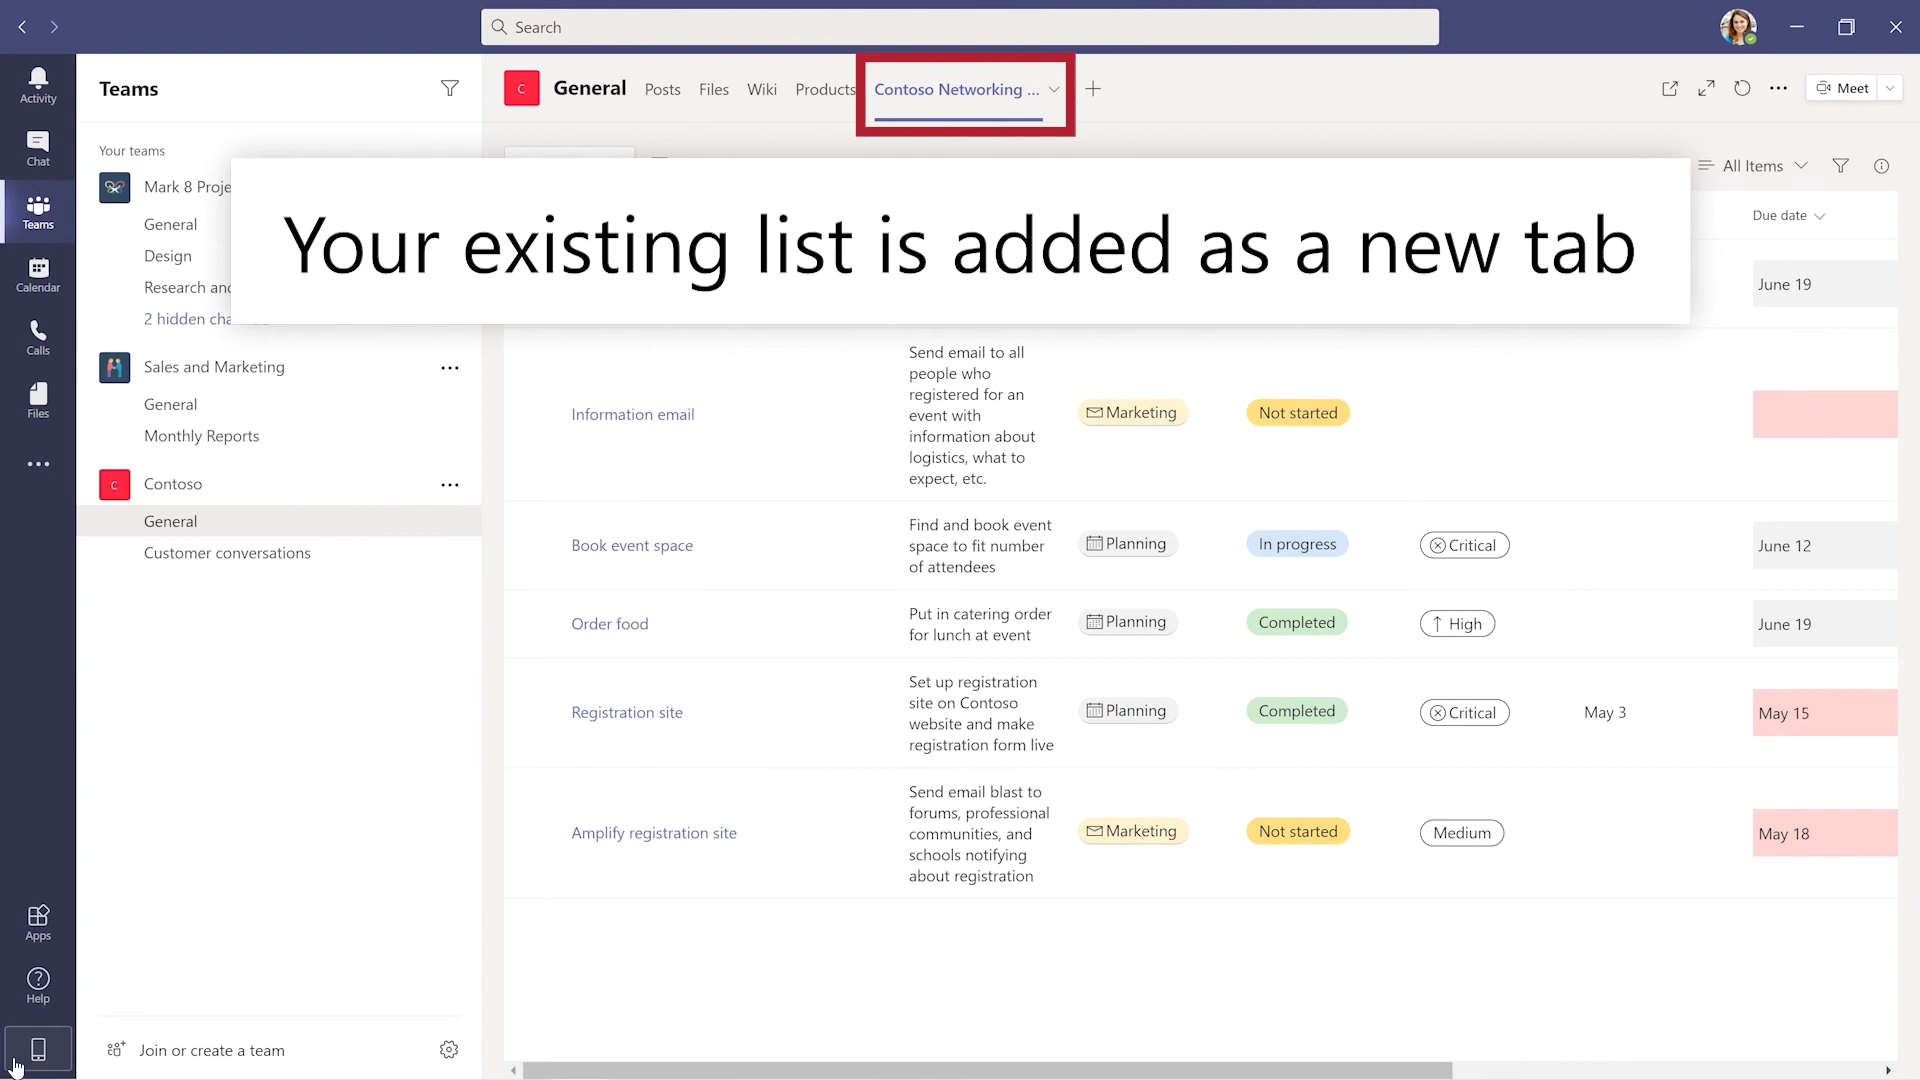 Search
Activity
Chat
Teams
Calendar
Calls
Files
Apps
Help
Teams
Your teams
Mark 8 Proje
General
Design
Research and
2 hidden
Sales and Marketing
General
Monthly Reports
C
Contoso
General
Customer conversations
Join or create a team
C
General
Posts
Files
Wiki
Products
Contoso Networking ...
Meet
Your existing list is added as a new tab
All Items
Due date
June 19
Information email
Send email to all
people who
registered for an
event with
information about
logistics, what to
expect, etc.
Marketing
Not started
Book event space
Find and book event
space to fit number
of attendees
Planning
In progress
Critical
June 12
Order food
Put in catering order
for lunch at event
Planning
Completed
High
June 19
Registration site
Set up registration
site on Contoso
website and make
registration form live
Planning
Completed
Critical
May 3
May 15
Amplify registration site
Send email blast to
forums, professional
communities, and
schools notifying
about registration
Marketing
Not started
Medium
May 18